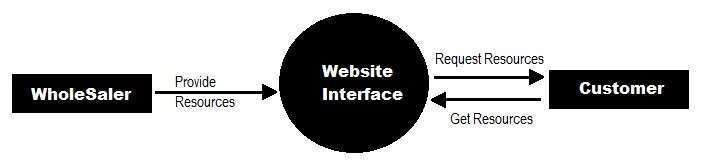 WholeSaler
Provide
Resources
Website
Interface
Request Resources
Get Resources
Customer